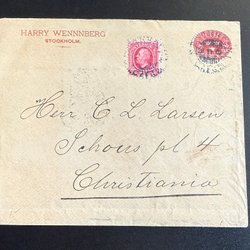 HARRY WENNNBERG
STOCKHOLM.
Herr C L Larsen
Schous pl 4
Christiania